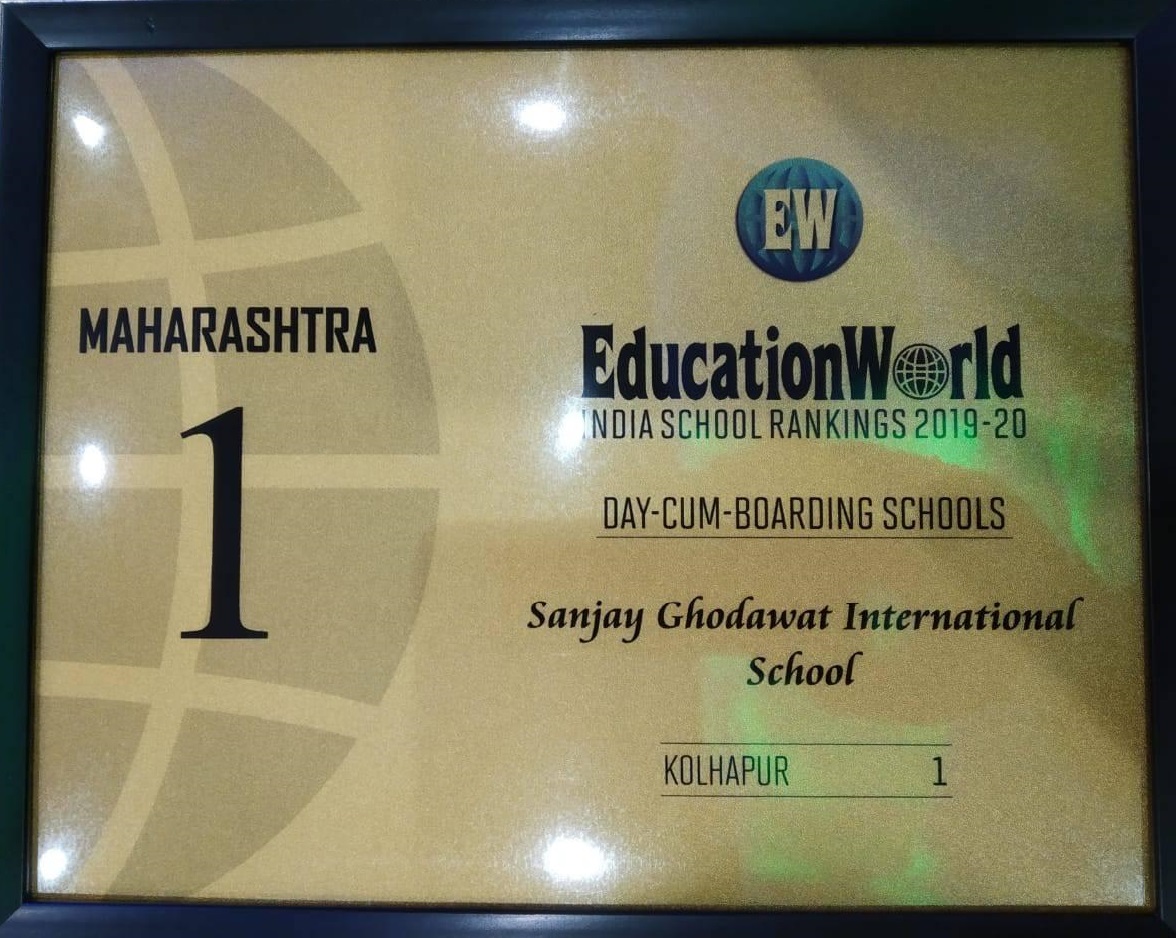 MAHARASHTRA
1
EW
EducationWorld
INDIA SCHOOL RANKINGS 2019-20
DAY-CUM-BOARDING SCHOOLS
Sanjay Ghodawat International
School
KOLHAPUR 1